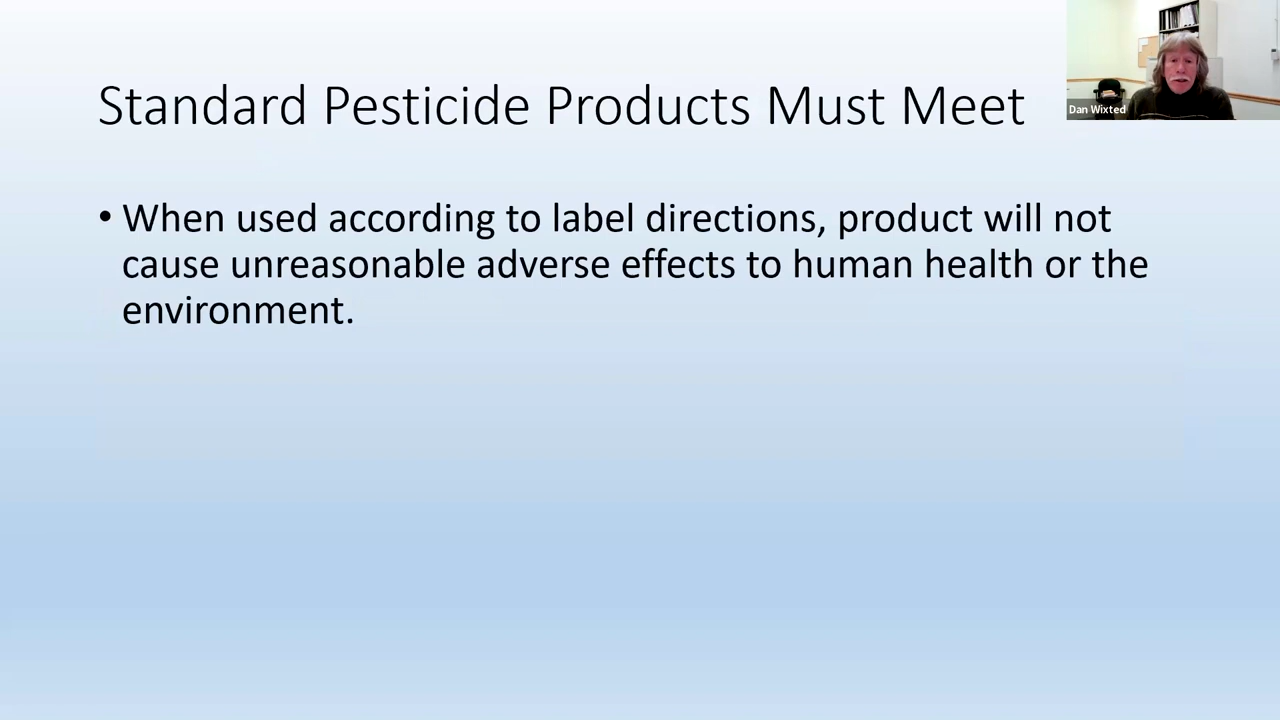 Standard Pesticide Products Must Meet
Dan Wixted
• When used according to label directions, product will not
cause unreasonable adverse effects to human health or the
environment.